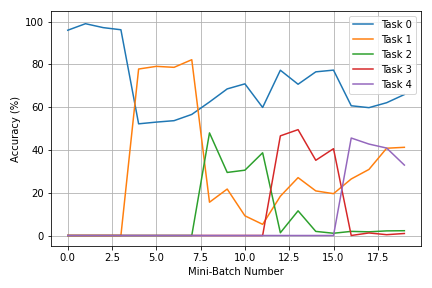 100
80
60
40
20
0
Accuracy (%)
0.0 2.5 5.0 7.5 10.0 12.5 15.0 17.5
Mini-Batch Number
Task 0
Task 1
Task 2
Task 3
Task 4